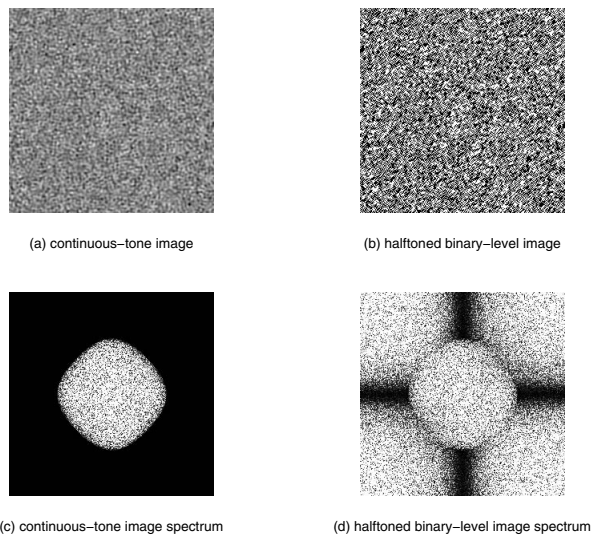 (a) continuous–tone image
(b) halftoned binary–level image
(c) continuous–tone image spectrum
(d) halftoned binary–level image spectrum